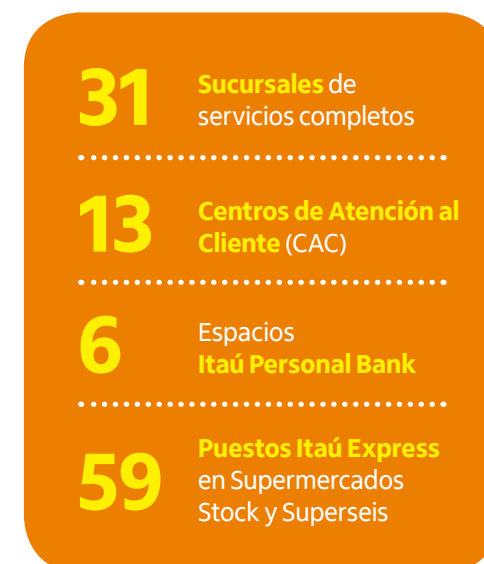 31
Sucursales de
servicios completos
13
Centros de Atención al
Cliente (CAC)
6
Espacios
Itaú Personal Bank
59
Puestos Itaú Express
en Supermercados
Stock y Superseis